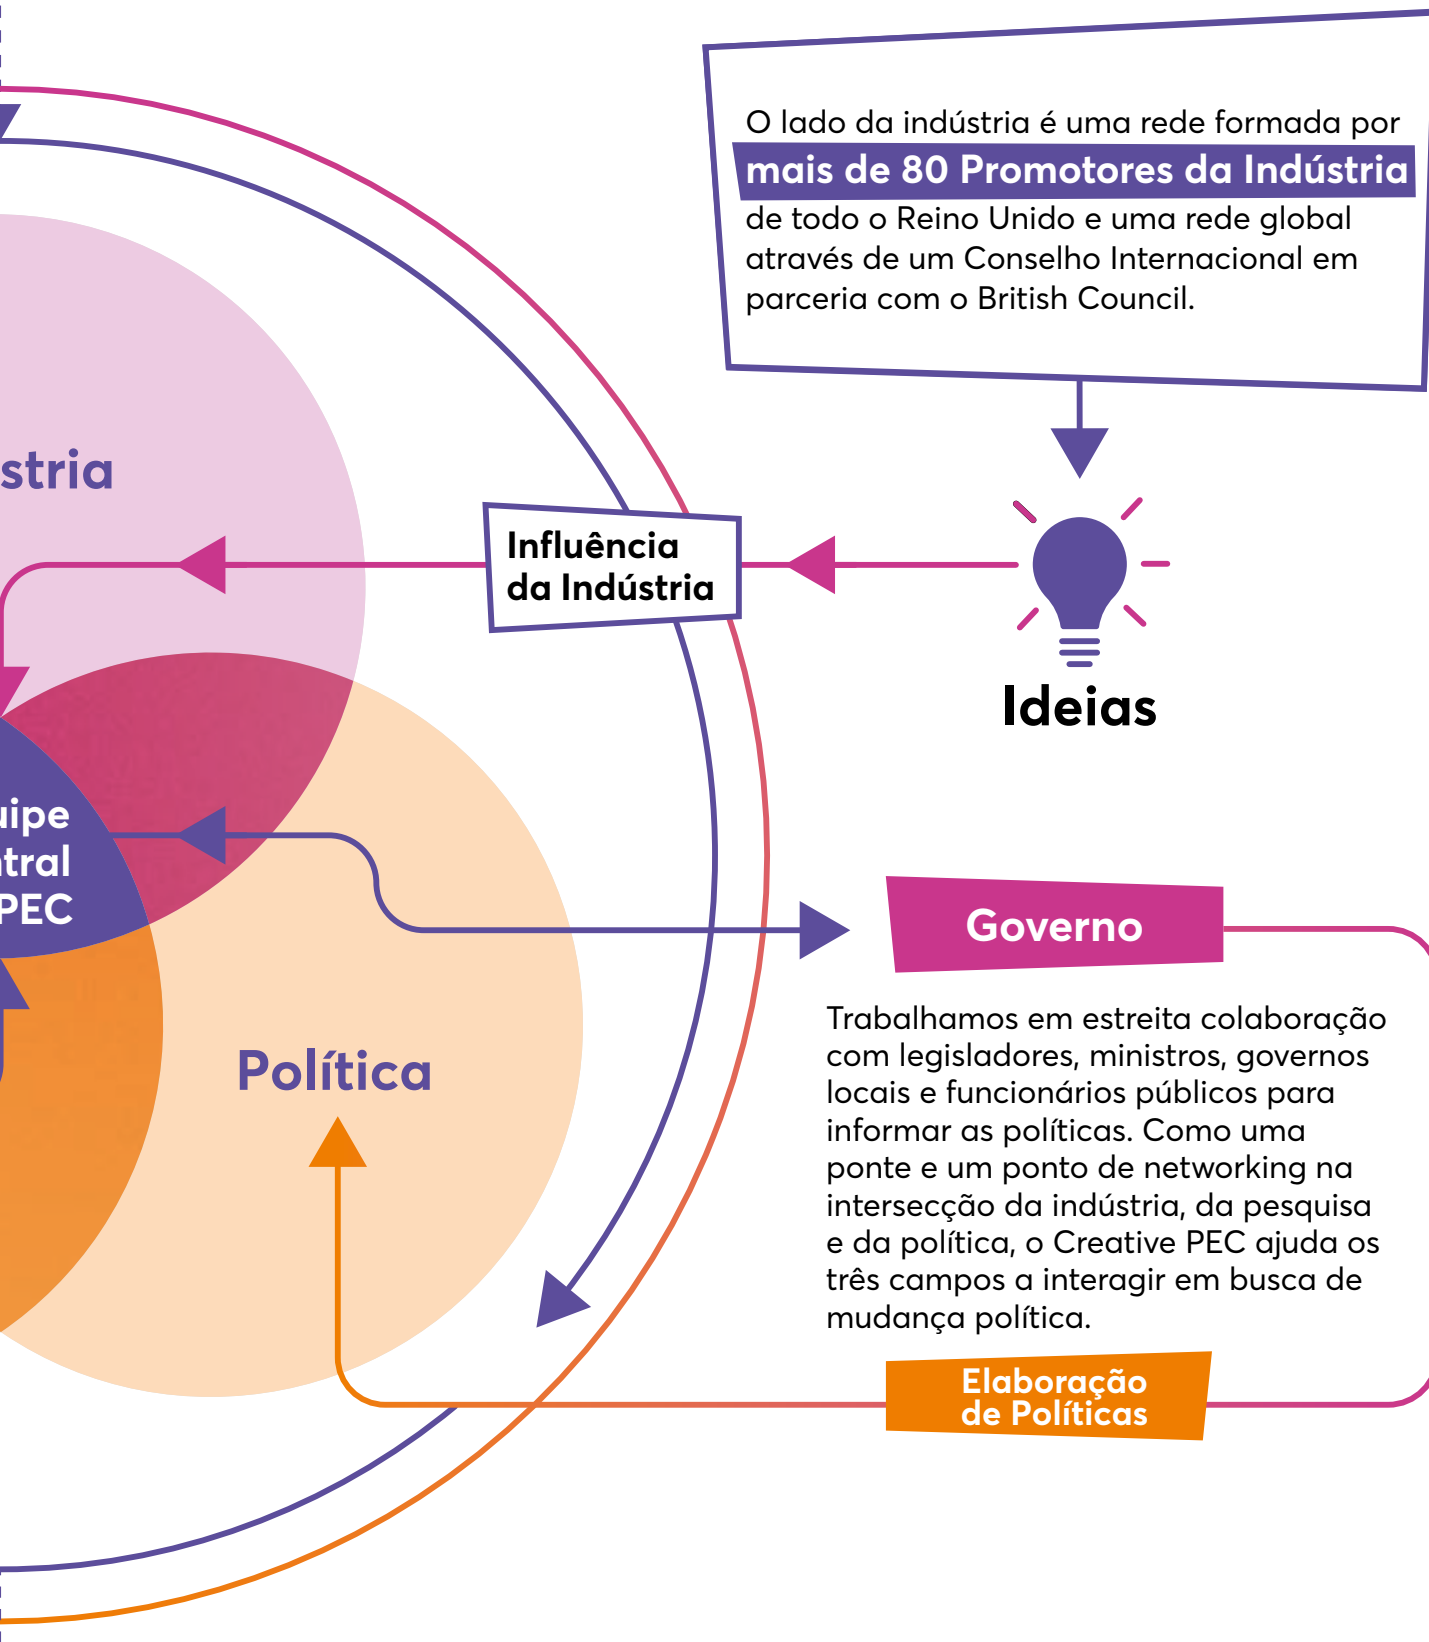 O lado da indústria é uma rede formada por
mais de 80 Promotores da Indústria
de todo o Reino Unido e uma rede global
através de um Conselho Internacional em
parceria com o British Council.
stria
Influência
da Indústria
Ideias
uipe
ntral
PEC
Política
Governo
Trabalhamos em estreita colaboração
com legisladores, ministros, governos
locais e funcionários públicos para
informar as políticas. Como uma
ponte e um ponto de networking na
intersecção da indústria, da pesquisa
e da política, o Creative PEC ajuda os
três campos a interagir em busca de
mudança política.
Elaboração
de Políticas